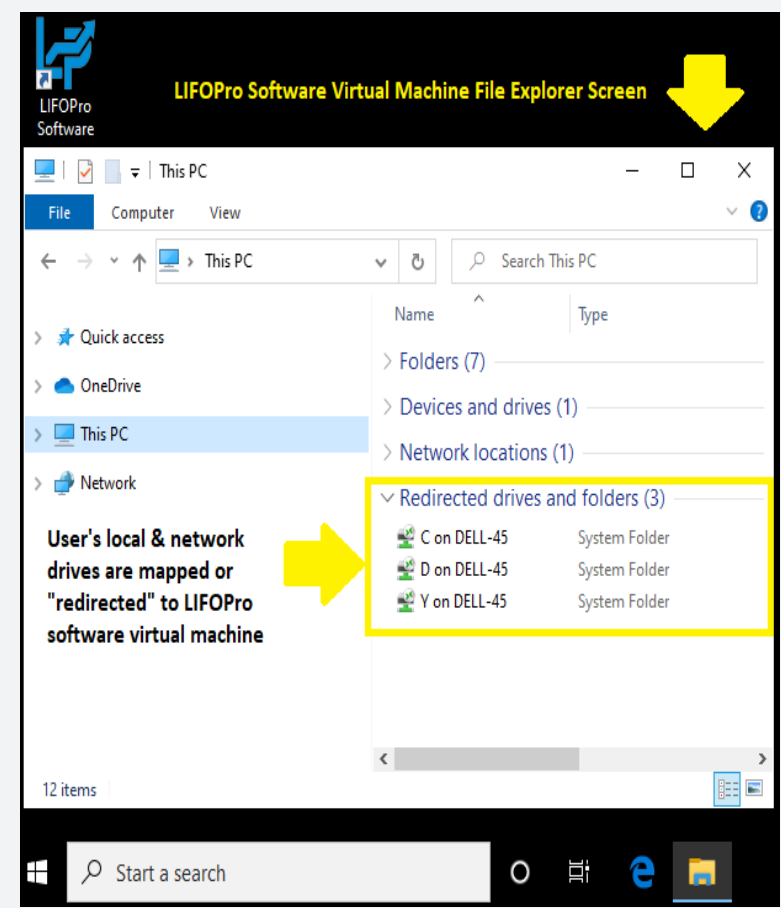 LIFOPro
Software
LIFOPro Software Virtual Machine File Explorer Screen
This PC
File Computer View
?
This PC
Search This PC
Name Type
Quick access
OneDrive
This PC
Network
Folders (7)
Devices and drives (1)
Network locations (1)
Redirected drives and folders (3)
C on DELL-45 System Folder
D on DELL-45 System Folder
Y on DELL-45 System Folder
User's local & network
drives are mapped or
"redirected" to LIFOPro
software virtual machine
12 items
Start a search